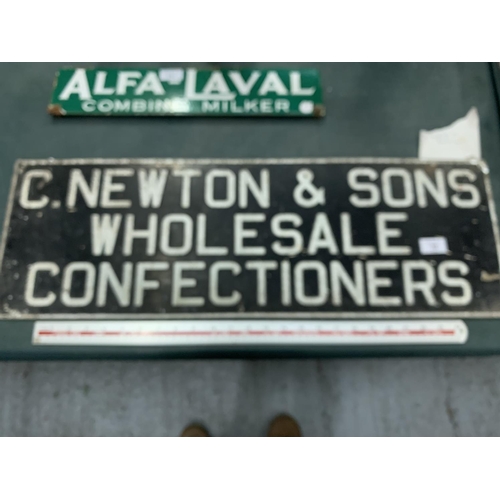 ALFA-LAVAL
COMBINE MILKER
C. NEWTON & SONS
WHOLESALE
CONFECTIONERS